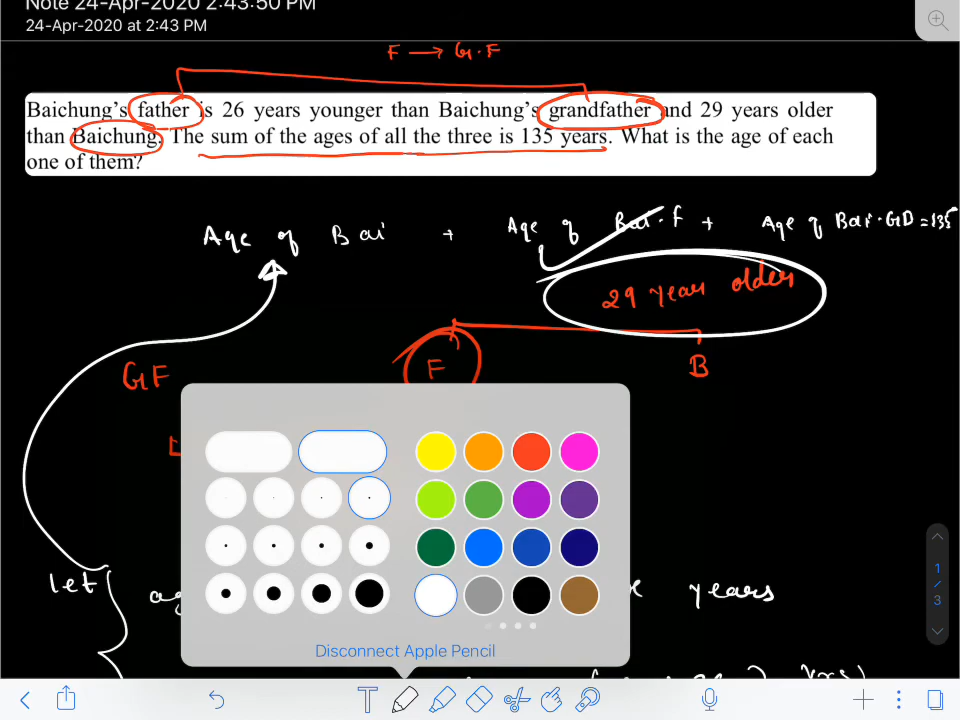 Note 24-Apr-2020 2:43:50 PM
24-Apr-2020 at 2:43 PM
F → G.F
Baichung's father is 26 years younger than Baichung's grandfather and 29 years older
than Baichung. The sum of the ages of all the three is 135 years. What is the age of each
one of them?
Age of Bai + Age of Bai.f + Age of Bai.GD=135
29 year older
GF F B
let years
yrs)
Disconnect Apple Pencil
1
/
3
T